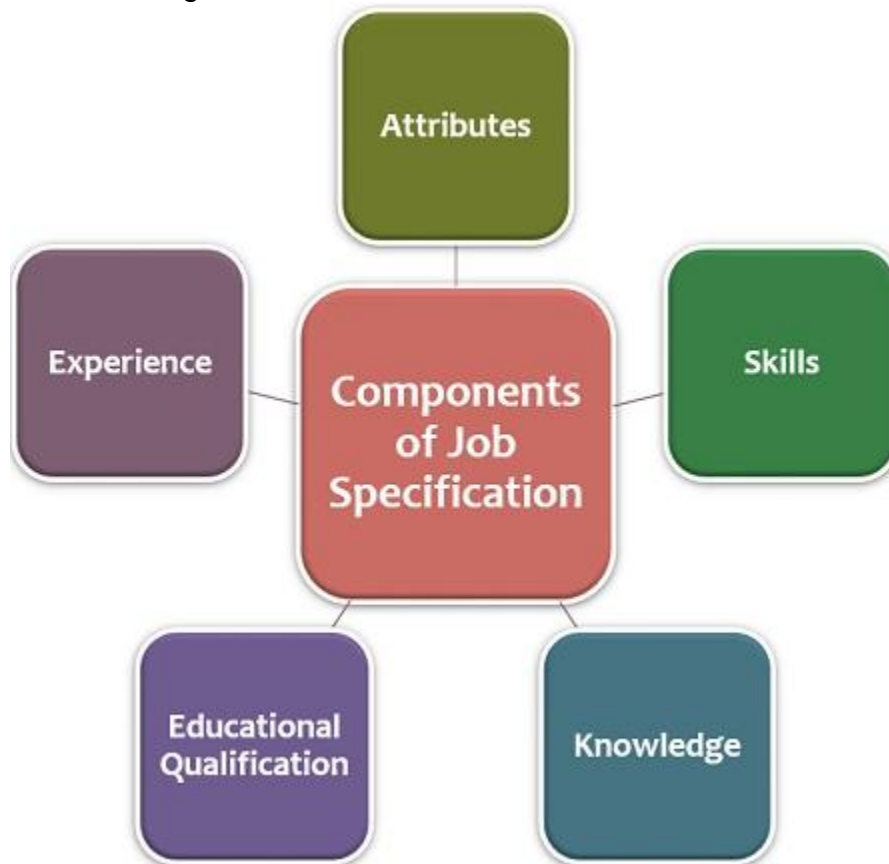 Attributes
Experience
Components
of Job
Specification
Skills
Educational
Qualification
Knowledge